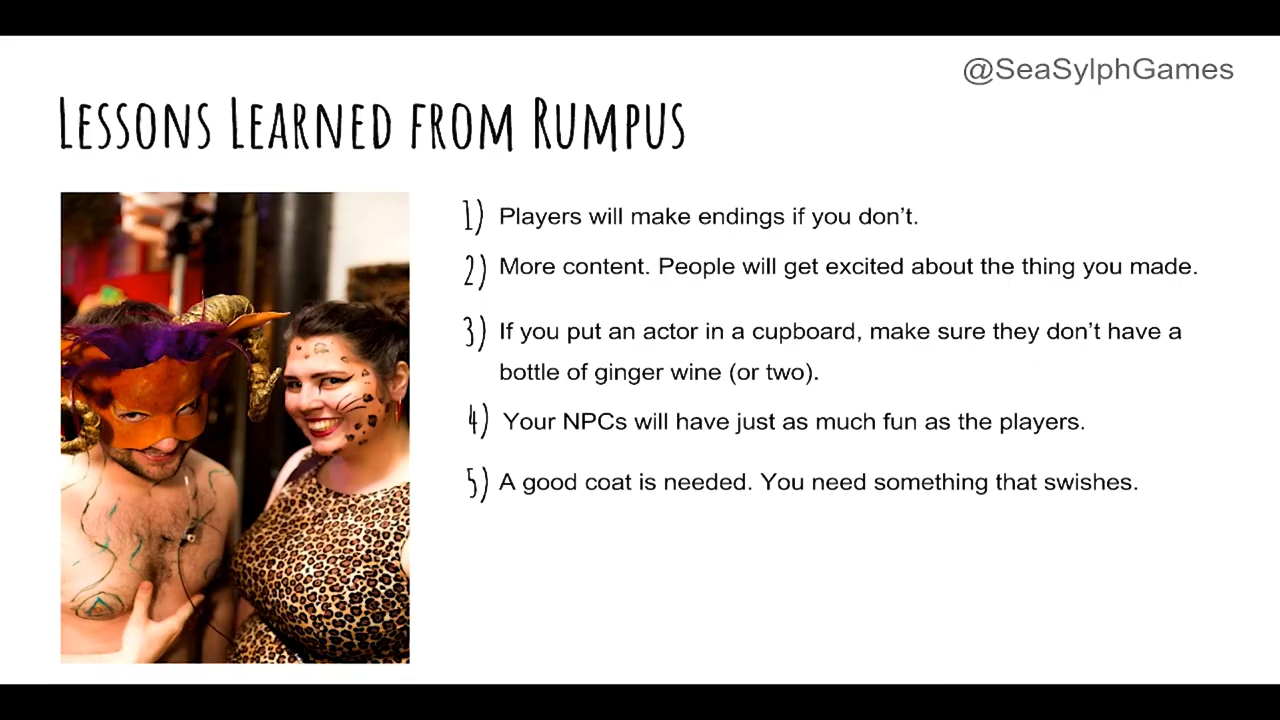 @SeaSylphGames
Lessons Learned from Rumpus
1) Players will make endings if you don't.
2) More content. People will get excited about the thing you made.
3) If you put an actor in a cupboard, make sure they don't have a
bottle of ginger wine (or two).
4) Your NPCs will have just as much fun as the players.
5) A good coat is needed. You need something that swishes.